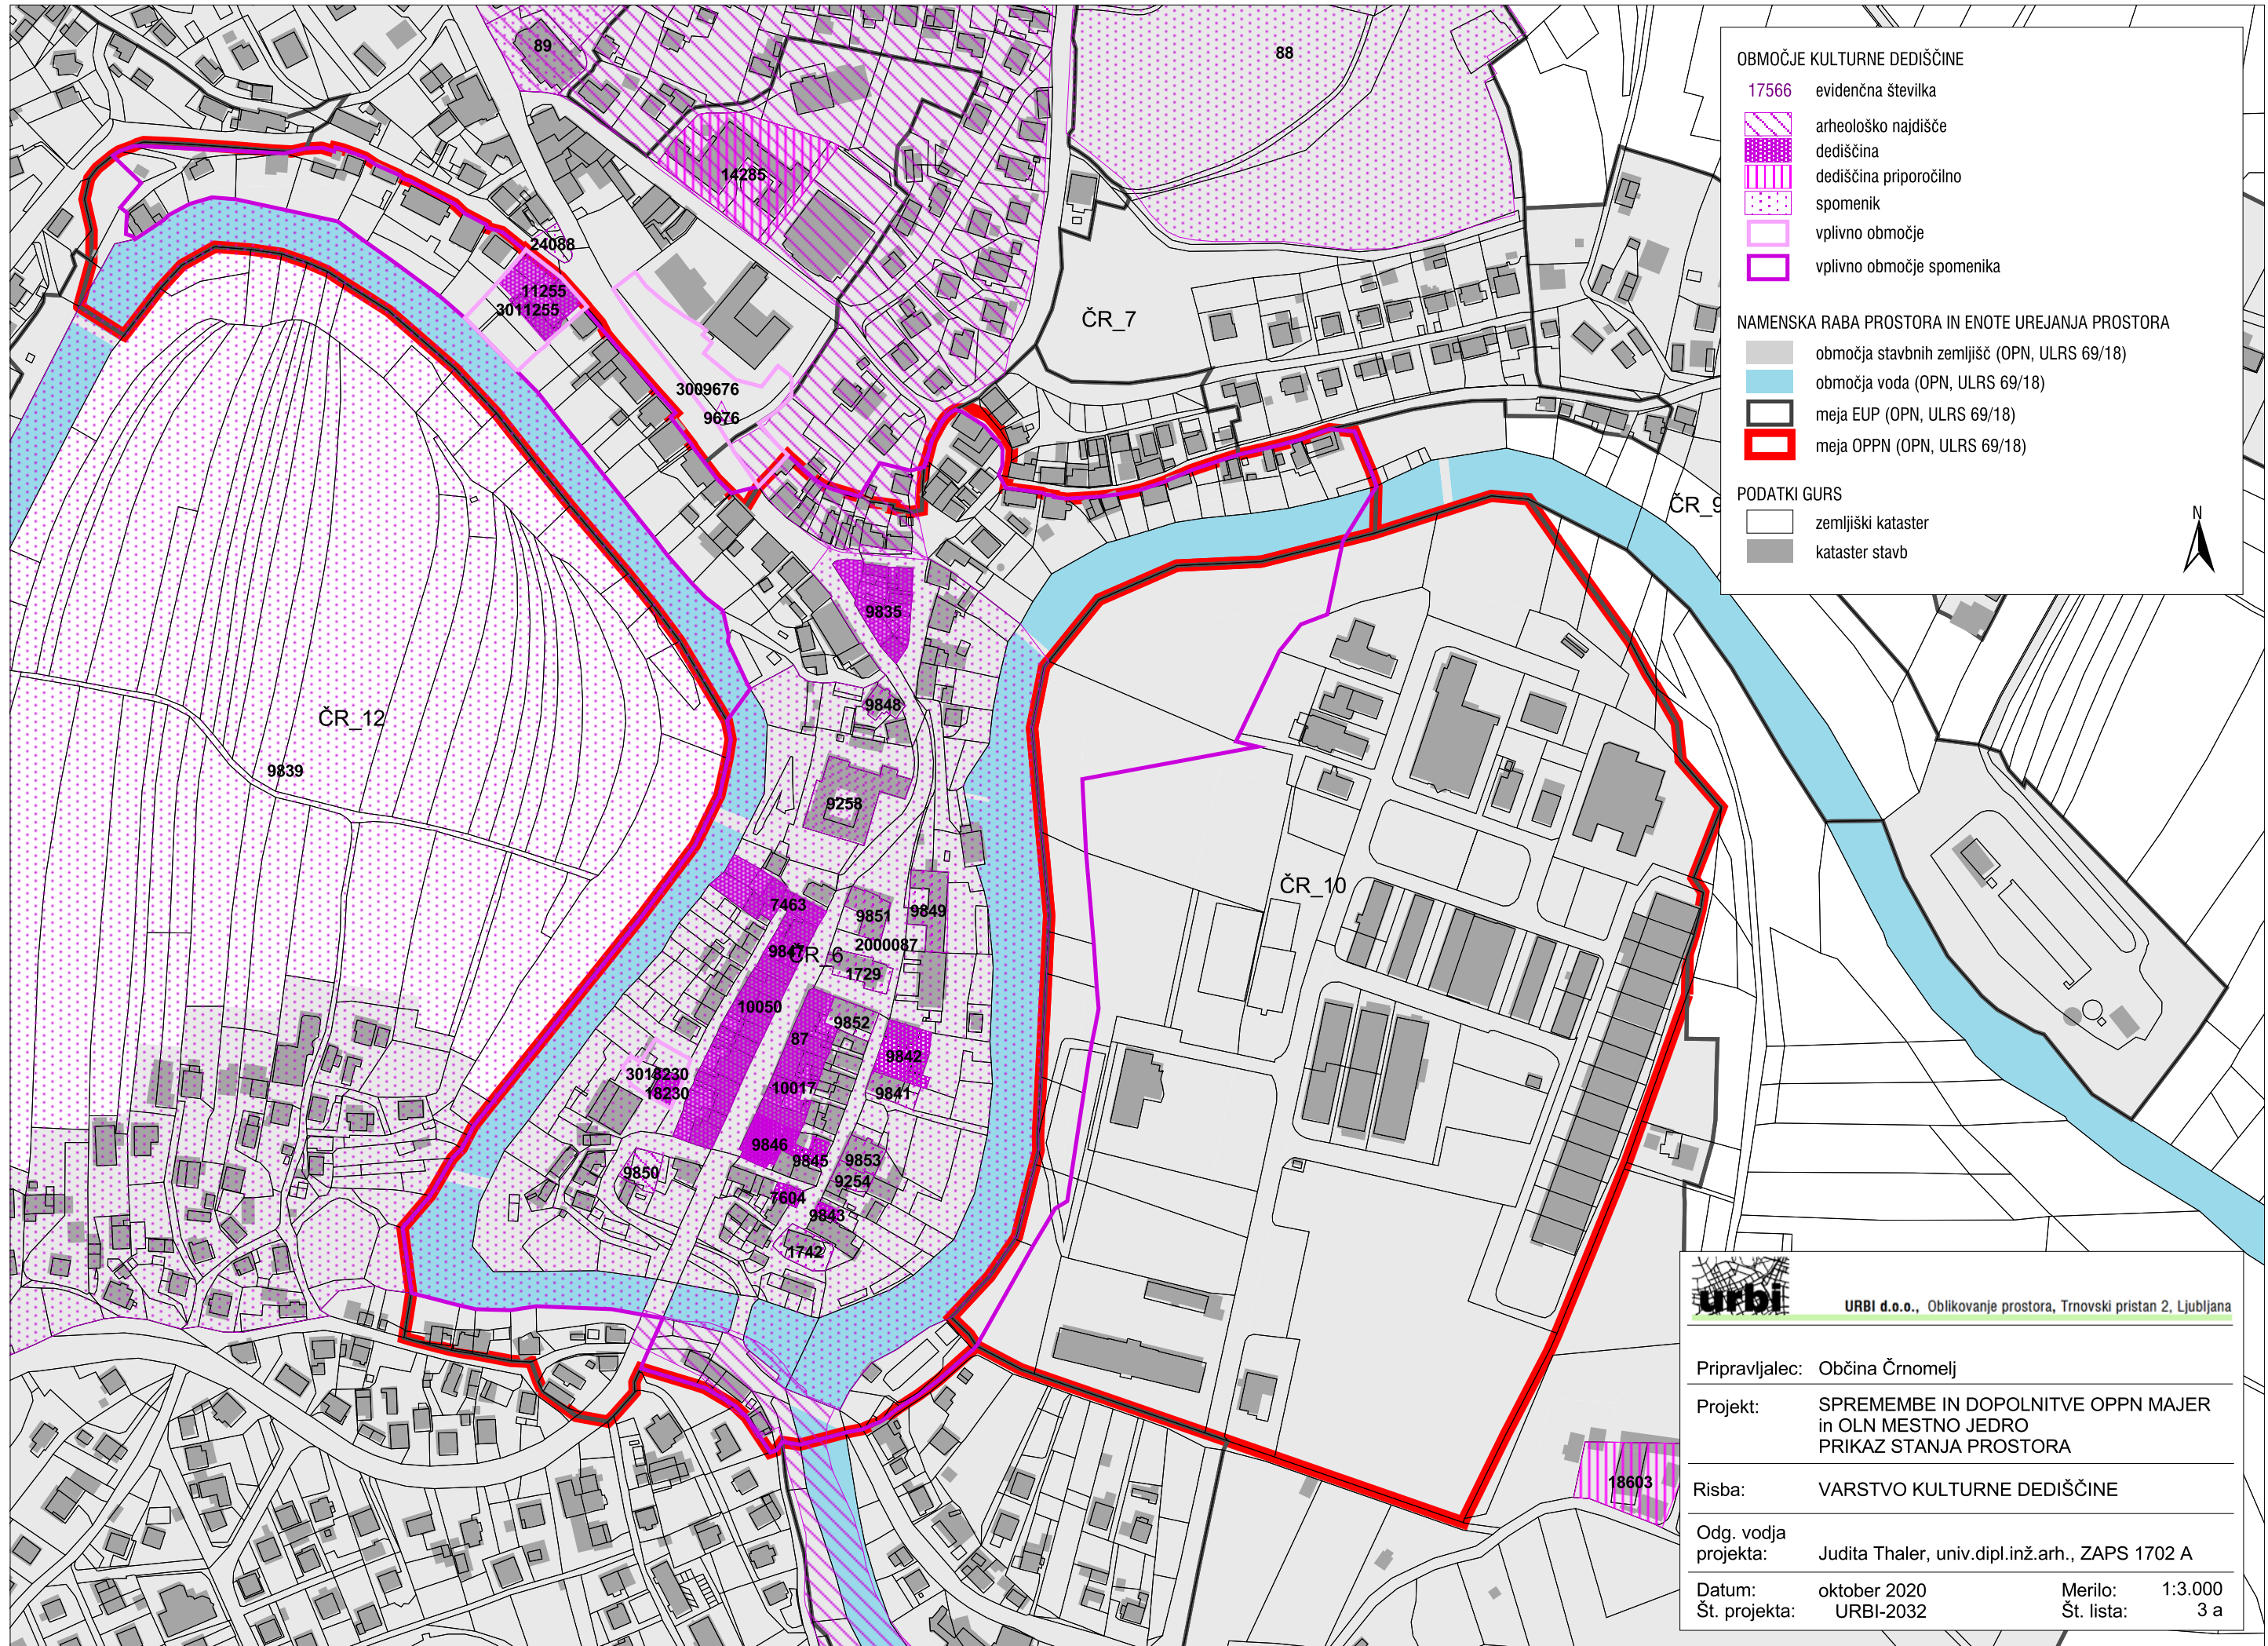 89
88
14285
24088
11255
3011255
ČR_7
3009676
9676
ČR_9
9835
9848
ČR_12
9839
9258
ČR_10
7463
9851
9849
9847
2000087
ČR_6
1729
10050
9852
87
9842
3018230
18230
10017
9841
9846
9845
9853
9850
9254
7604
9843
1742
18603
OBMOČJE KULTURNE DEDIŠČINE
17566 evidenčna številka
arheološko najdišče
dediščina
dediščina priporočilno
spomenik
vplivno območje
vplivno območje spomenika
NAMENSKA RABA PROSTORA IN ENOTE UREJANJA PROSTORA
območja stavbnih zemljišč (OPN, ULRS 69/18)
območja voda (OPN, ULRS 69/18)
meja EUP (OPN, ULRS 69/18)
meja OPPN (OPN, ULRS 69/18)
PODATKI GURS
zemljiški kataster
kataster stavb
N
urbi
URBI d.o.o., Oblikovanje prostora, Trnovski pristan 2, Ljubljana
Pripravljalec: Občina Črnomelj
Projekt: SPREMEMBE IN DOPOLNITVE OPPN MAJER
in OLN MESTNO JEDRO
PRIKAZ STANJA PROSTORA
Risba: VARSTVO KULTURNE DEDIŠČINE
Odg. vodja
projekta: Judita Thaler, univ.dipl.inž.arh., ZAPS 1702 A
Datum: oktober 2020 Merilo: 1:3.000
Št. projekta: URBI-2032 Št. lista: 3 a